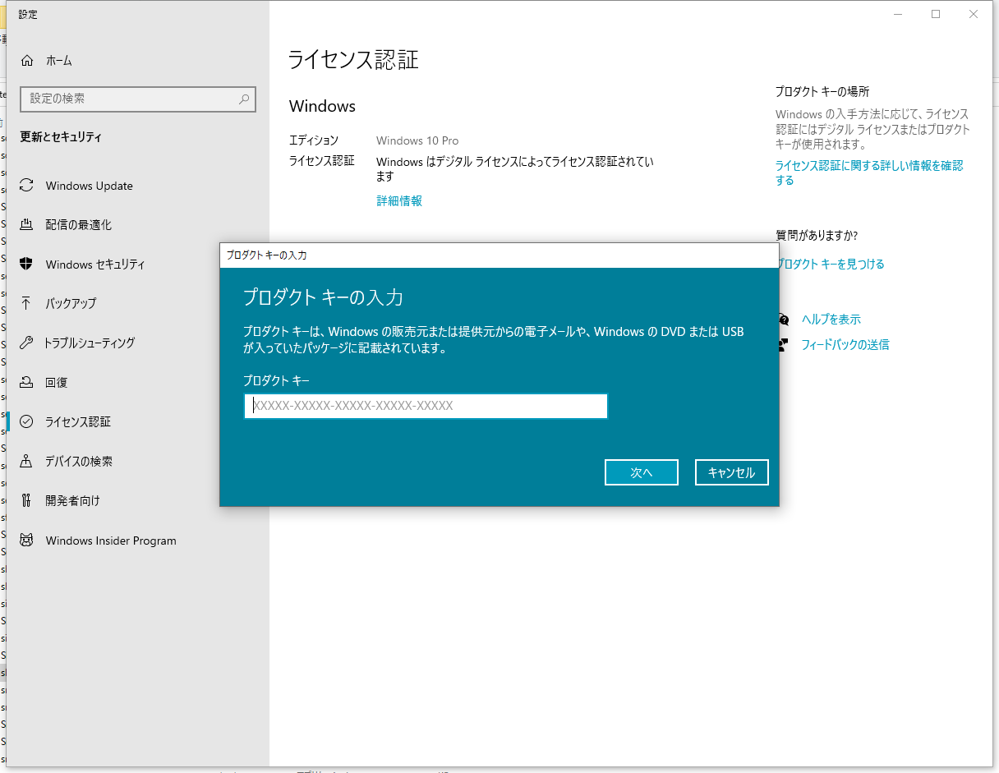 設定
ホーム
設定の検索
更新とセキュリティ
Windows Update
配信の最適化
Windows セキュリティ
バックアップ
トラブルシューティング
回復
ライセンス認証
デバイスの検索
開発者向け
Windows Insider Program
ライセンス認証
Windows
エディション
Windows 10 Pro
ライセンス認証
Windows はデジタル ライセンスによってライセンス認証されてい
ます
詳細情報
プロダクト キーの入力
プロダクト キーの入力
プロダクト キーは、Windows の販売元または提供元からの電子メールや、Windows の DVD または USB
が入っていたパッケージに記載されています。
プロダクト キー
XXXXX-XXXXX-XXXXX-XXXXX-XXXXX
次へ
キャンセル
プロダクト キーの場所
Windows の入手方法に応じて、ライセンス
認証にはデジタル ライセンスまたはプロダクト
キーが使用されます。
ライセンス認証に関する詳しい情報を確認
する
質問がありますか?
プロダクト キーを見つける
ヘルプを表示
フィードバックの送信